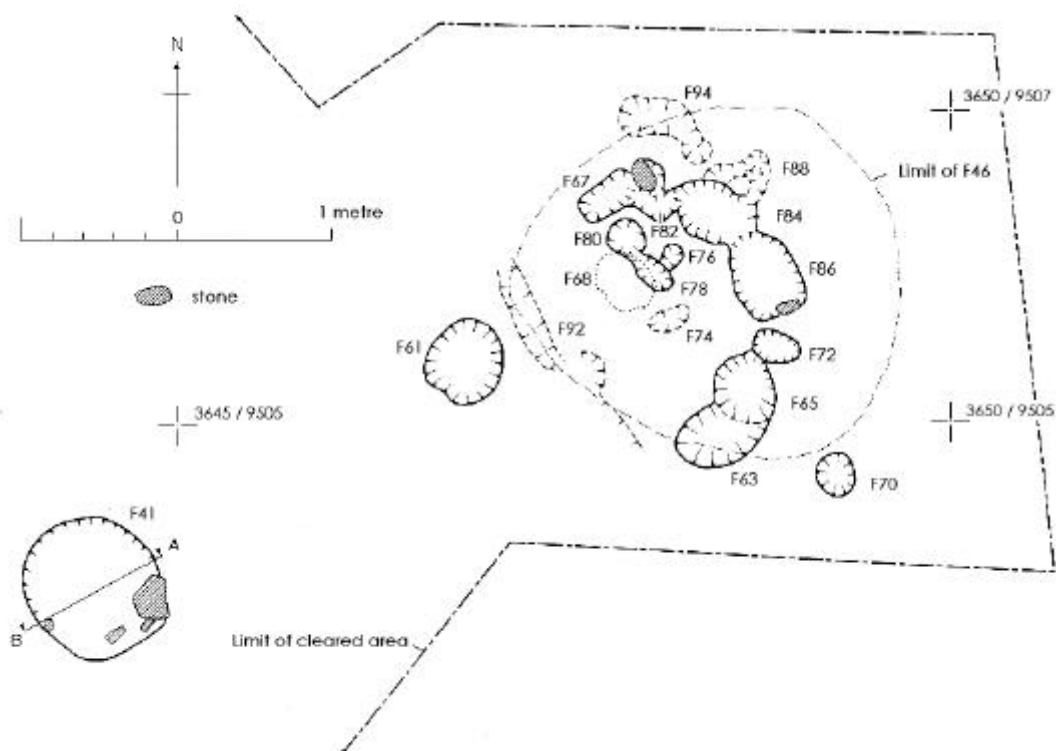 N
0
1 metre
stone
F94
3650 / 9507
F88
Limit of F46
F67
F84
F82
F80
F76
F86
F68
F78
F74
F92
F61
F72
F65
3645 / 9505
3650 / 9505
F63
F70
F41
A
B
Limit of cleared area